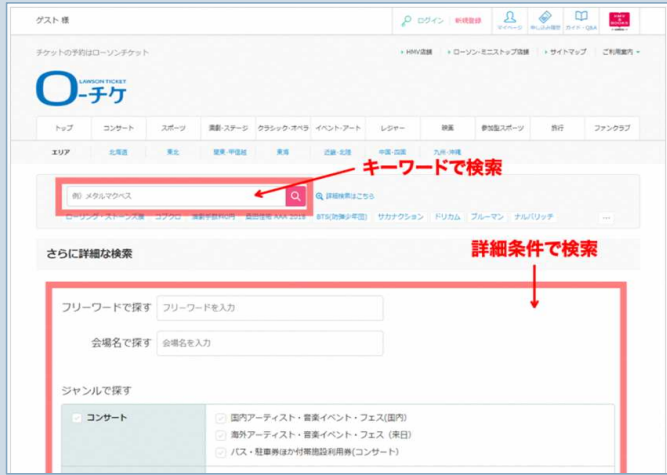 ゲスト 様
ログイン 新規登録 マイページ 申し込み履歴 ガイド・Q&A HMV & BOOKS
チケットの予約はローソンチケット
HMV店舗 ローソン・ミニストップ店舗 サイトマップ ご利用案内
LAWSON TICKET
ローチケ
トップ コンサート スポーツ 演劇・ステージ クラシック・オペラ イベント・アート レジャー 映画 参加型スポーツ 旅行 ファンクラブ
エリア 北海道 東北 関東・甲信越 東海 近畿・北陸 中国・四国 九州・沖縄
キーワードで検索
例）メタルマクベス
詳細検索はこちら
ローリング・ストーンズ展 コブクロ 演劇手数料0円 島田住宅 AAA 2018 BTS(防弾少年団) サカナクション ドリカム ブルーマン ナルバリッチ ...
さらに詳細な検索
詳細条件で検索
フリーワードで探す フリーワードを入力
会場名で探す 会場名を入力
ジャンルで探す
コンサート
国内アーティスト・音楽イベント・フェス(国内)
海外アーティスト・音楽イベント・フェス（来日）
バス・駐車券ほか付帯施設利用券(コンサート)